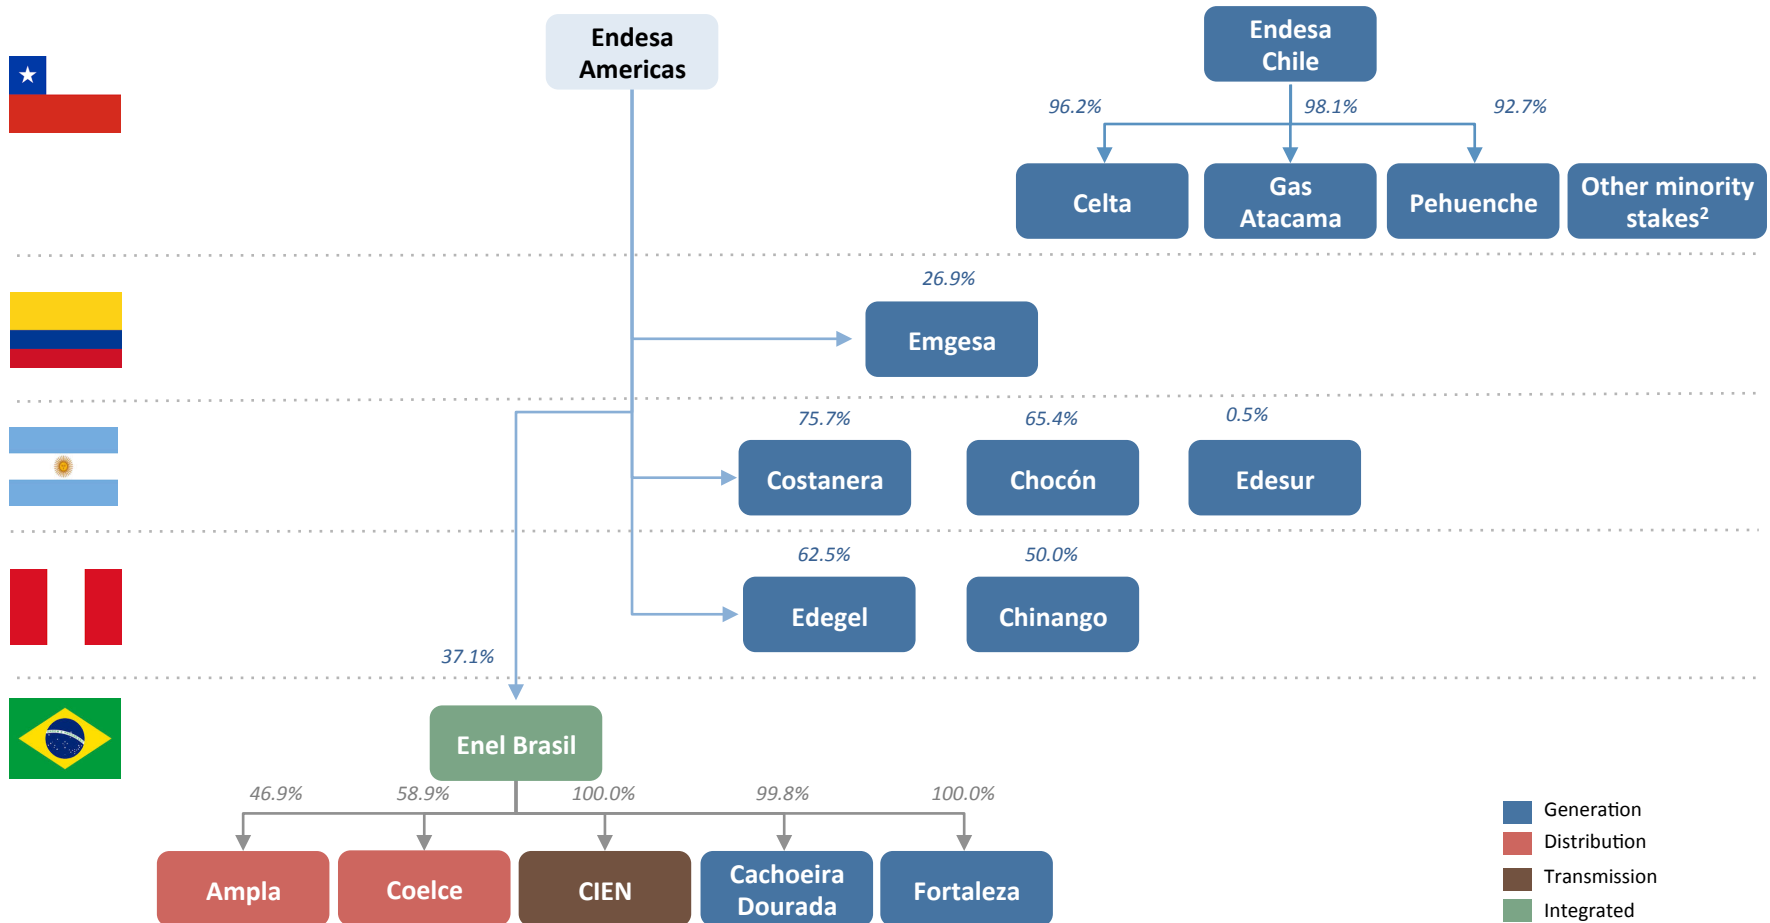 Endesa
Americas
Endesa
Chile
96.2%
98.1%
92.7%
Celta
Gas
Atacama
Pehuenche
Other minority
stakes²
26.9%
Emgesa
75.7%
65.4%
0.5%
Costanera
Chocón
Edesur
62.5%
50.0%
Edegel
Chinango
37.1%
Enel Brasil
46.9%
58.9%
100.0%
99.8%
100.0%
Ampla
Coelce
CIEN
Cachoeira
Dourada
Fortaleza
Generation
Distribution
Transmission
Integrated